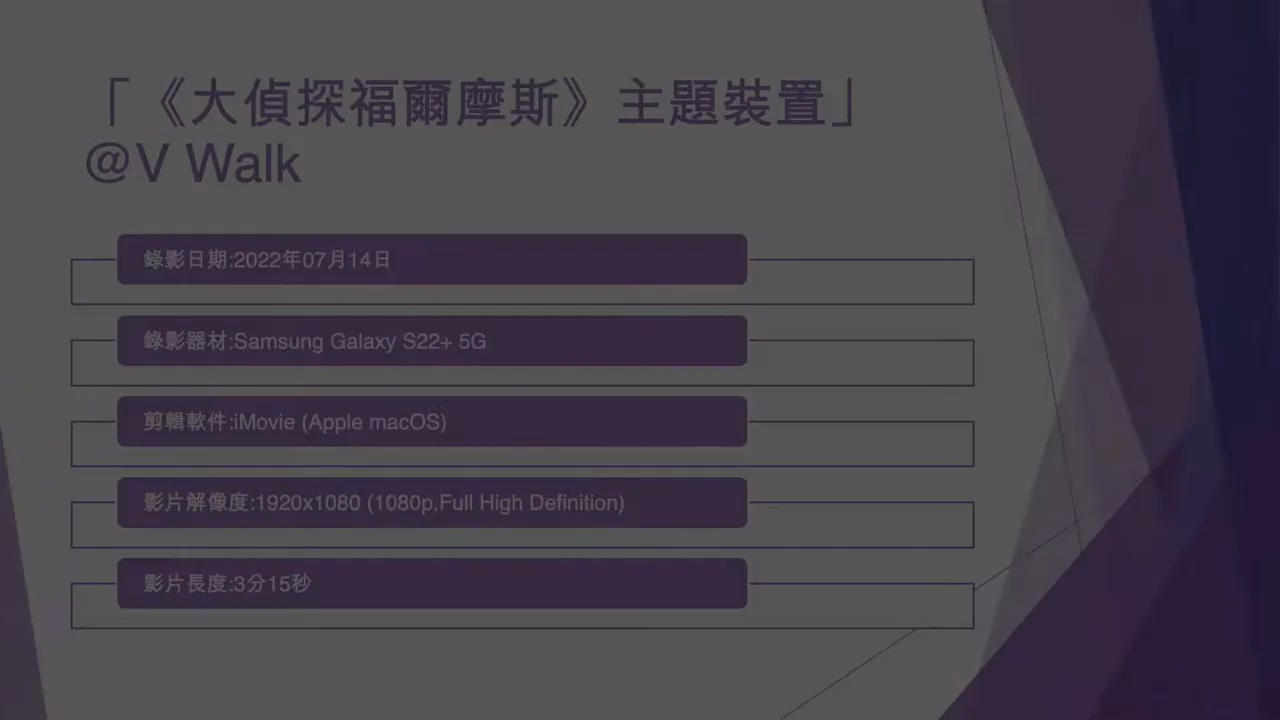 「《大偵探福爾摩斯》主題裝置」
@V Walk
錄影日期:2022年07月14日
錄影器材:Samsung Galaxy S22+ 5G
剪輯軟件:iMovie (Apple macOS)
影片解像度:1920x1080 (1080p,Full High Definition)
影片長度:3分15秒